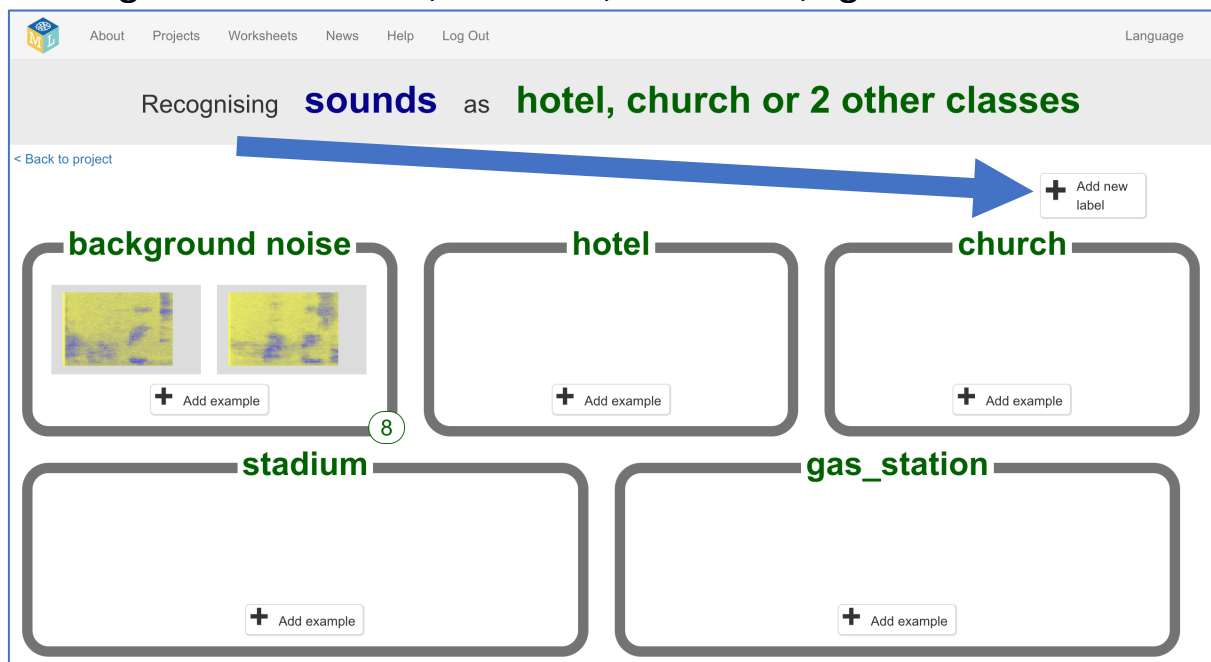 About Projects Worksheets News Help Log Out Language
Recognising sounds as hotel, church or 2 other classes
< Back to project
Add new
label
background noise hotel church
Add example Add example Add example
8
stadium gas_station
Add example Add example